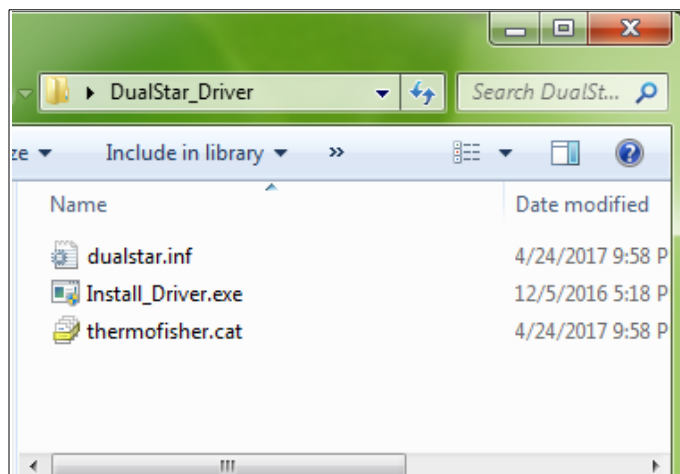 DualStar_Driver
Search DualSt...
ze
Include in library
»
Name
Date modified
dualstar.inf
4/24/2017 9:58 P
Install_Driver.exe
12/5/2016 5:18 P
thermofisher.cat
4/24/2017 9:58 P